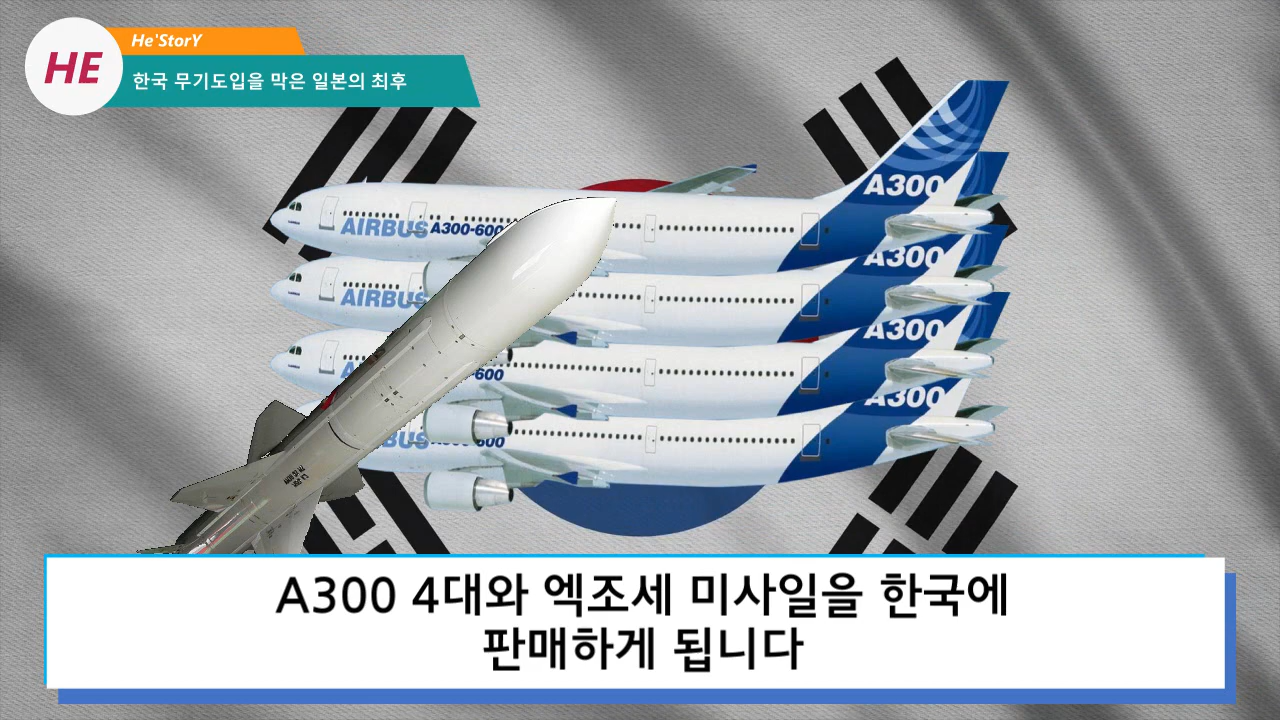 HE
He'StorY
한국 무기도입을 막은 일본의 최후
A300
AIRBUS A300-600
A300
AIRBUS
A300
600
A300
BUS
A300 4대와 엑조세 미사일을 한국에
판매하게 됩니다